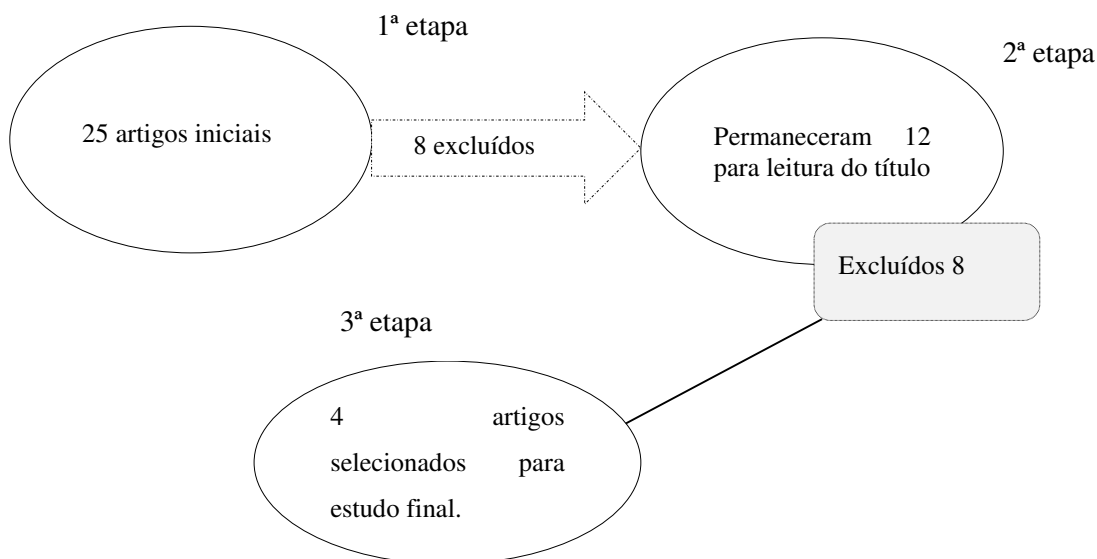 1ª etapa
2ª etapa
25 artigos iniciais
8 excluídos
Permaneceram 12
para leitura do título
Excluídos 8
3ª etapa
4 artigos
selecionados para
estudo final.